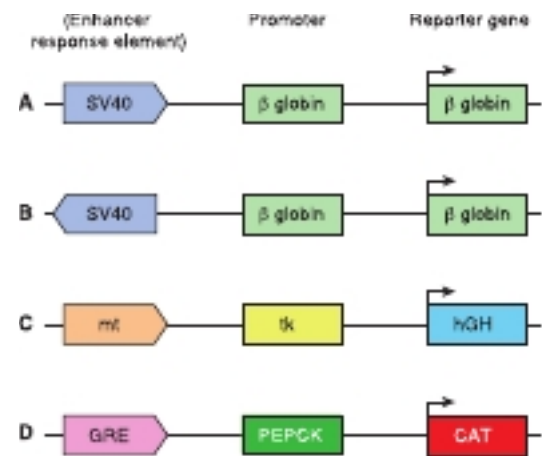 (Enhancer
response element)
Promoter
Reporter gene
A SV40 β globin β globin
B SV40 β globin β globin
C mt tk hGH
D GRE PEPCK CAT